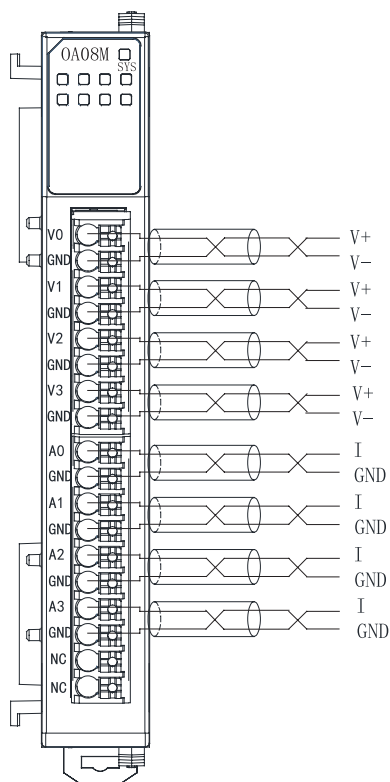 OA08M
SYS
V0 V+
GND V-
V1 V+
GND V-
V2 V+
GND V-
V3 V+
GND V-
A0 I
GND GND
A1 I
GND GND
A2 I
GND GND
A3 I
GND GND
NC
NC